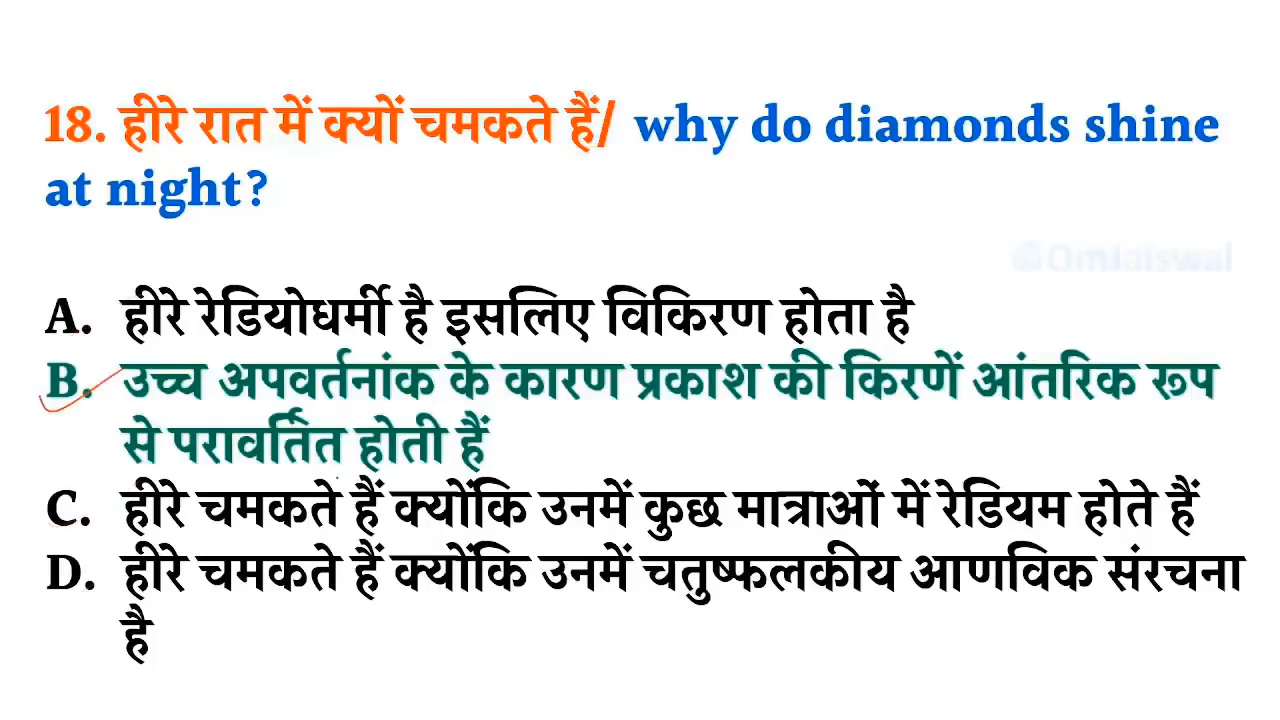 18. हीरे रात में क्यों चमकते हैं/ why do diamonds shine
at night?
@OmJaiswal
A. हीरे रेडियोधर्मी है इसलिए विकिरण होता है
B. उच्च अपवर्तनांक के कारण प्रकाश की किरणें आंतरिक रूप
से परावर्तित होती हैं
C. हीरे चमकते हैं क्योंकि उनमें कुछ मात्राओं में रेडियम होते हैं
D. हीरे चमकते हैं क्योंकि उनमें चतुष्फलकीय आणविक संरचना
है